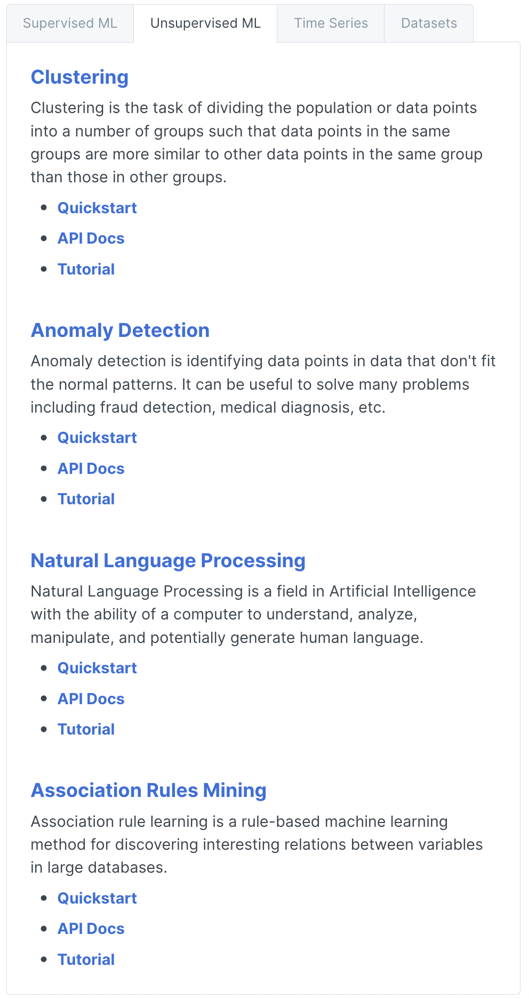 Supervised ML Unsupervised ML Time Series Datasets
Clustering
Clustering is the task of dividing the population or data points
into a number of groups such that data points in the same
groups are more similar to other data points in the same group
than those in other groups.
• Quickstart
• API Docs
• Tutorial
Anomaly Detection
Anomaly detection is identifying data points in data that don't fit
the normal patterns. It can be useful to solve many problems
including fraud detection, medical diagnosis, etc.
• Quickstart
• API Docs
• Tutorial
Natural Language Processing
Natural Language Processing is a field in Artificial Intelligence
with the ability of a computer to understand, analyze,
manipulate, and potentially generate human language.
• Quickstart
• API Docs
• Tutorial
Association Rules Mining
Association rule learning is a rule-based machine learning
method for discovering interesting relations between variables
in large databases.
• Quickstart
• API Docs
• Tutorial